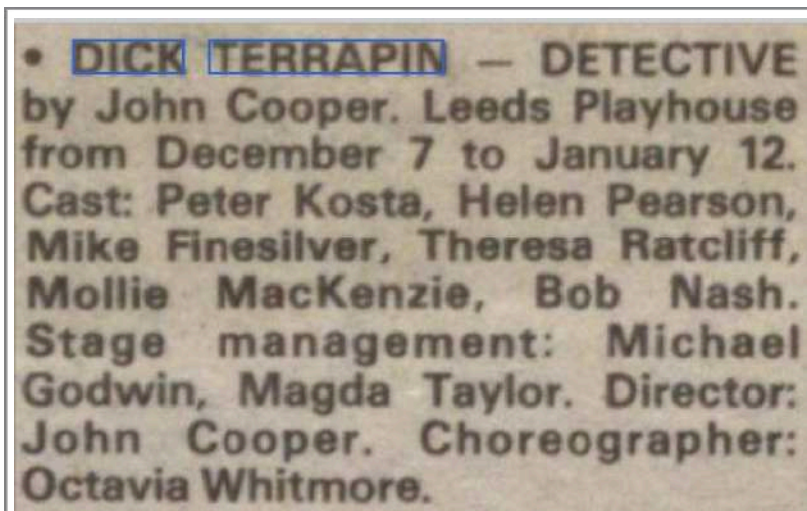 • DICK TERRAPIN — DETECTIVE
by John Cooper. Leeds Playhouse
from December 7 to January 12.
Cast: Peter Kosta, Helen Pearson,
Mike Finesilver, Theresa Ratcliff,
Mollie MacKenzie, Bob Nash.
Stage management: Michael
Godwin, Magda Taylor. Director:
John Cooper. Choreographer:
Octavia Whitmore.